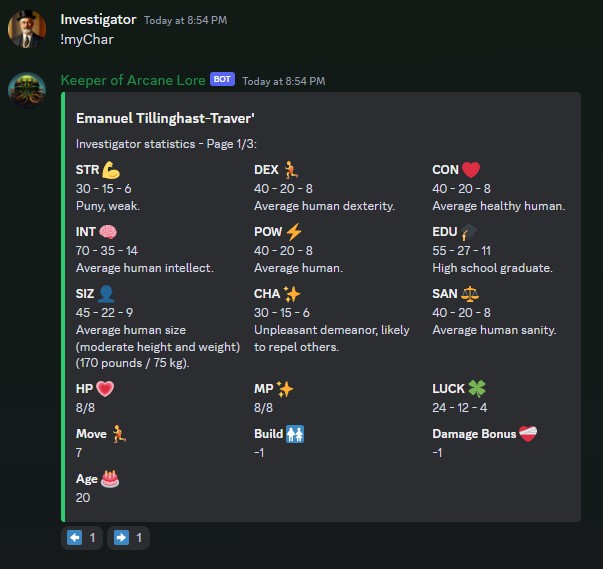 Investigator Today at 8:54 PM
!myChar
Keeper of Arcane Lore BOT Today at 8:54 PM
Emanuel Tillinghast-Traver'
Investigator statistics - Page 1/3:
STR DEX CON
30 - 15 - 6 40 - 20 - 8 40 - 20 - 8
Puny, weak. Average human dexterity. Average healthy human.
INT POW EDU
70 - 35 - 14 40 - 20 - 8 55 - 27 - 11
Average human intellect. Average human. High school graduate.
SIZ CHA SAN
45 - 22 - 9 30 - 15 - 6 40 - 20 - 8
Average human size Unpleasant demeanor, likely Average human sanity.
(moderate height and weight) to repel others.
(170 pounds / 75 kg).
HP MP LUCK
8/8 8/8 24 - 12 - 4
Move Build Damage Bonus
7 -1 -1
Age
20
1 1